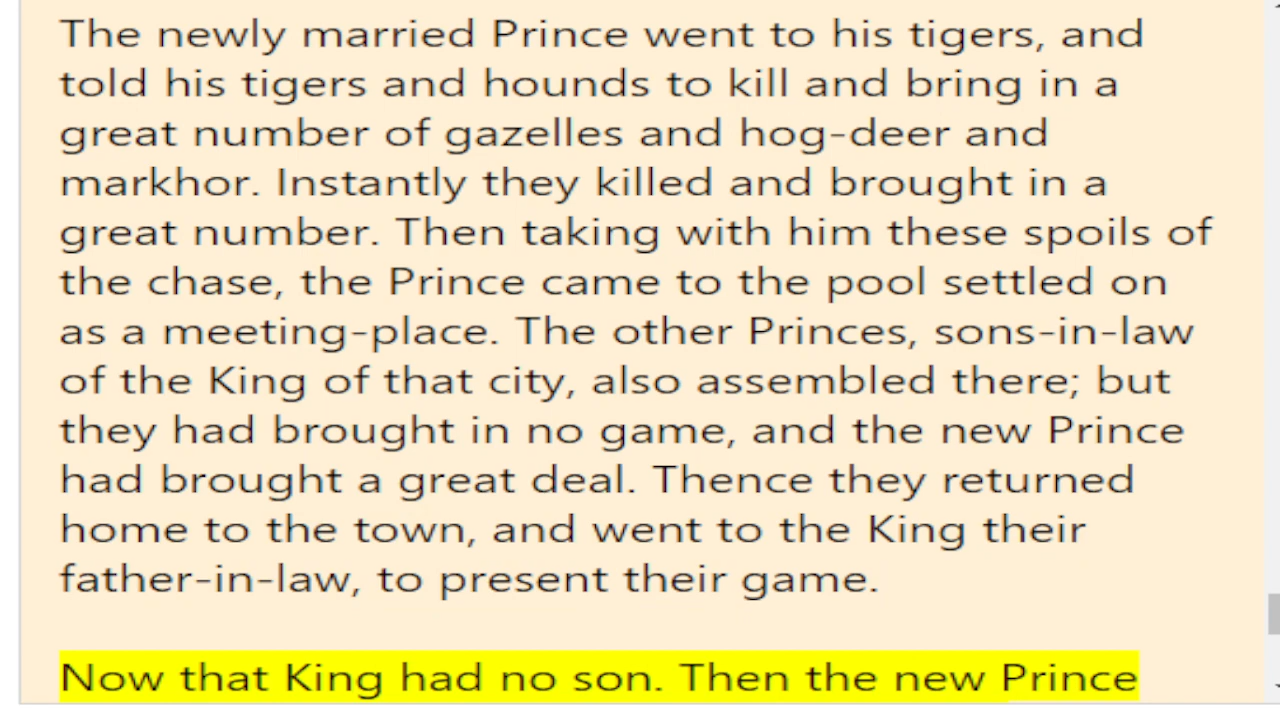 The newly married Prince went to his tigers, and
told his tigers and hounds to kill and bring in a
great number of gazelles and hog-deer and
markhor. Instantly they killed and brought in a
great number. Then taking with him these spoils of
the chase, the Prince came to the pool settled on
as a meeting-place. The other Princes, sons-in-law
of the King of that city, also assembled there; but
they had brought in no game, and the new Prince
had brought a great deal. Thence they returned
home to the town, and went to the King their
father-in-law, to present their game.
Now that King had no son. Then the new Prince